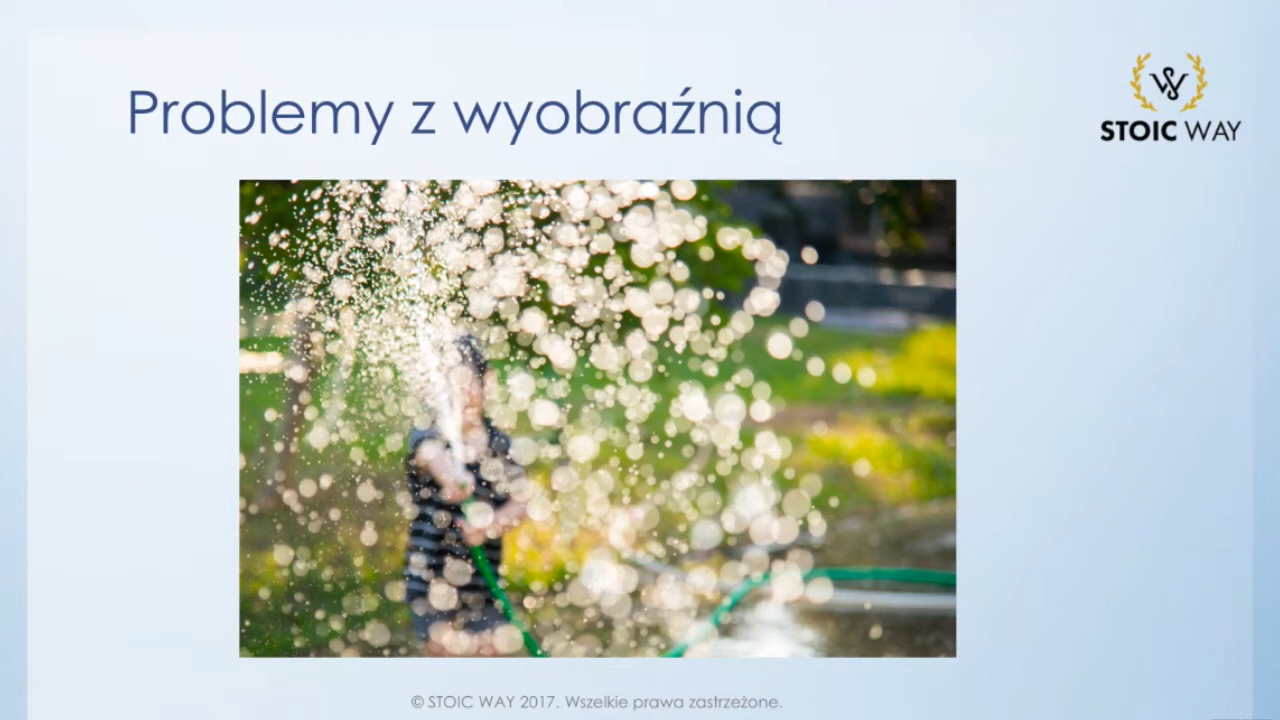 Problemy z wyobraźnią
STOIC WAY
© STOIC WAY 2017. Wszelkie prawa zastrzeżone.